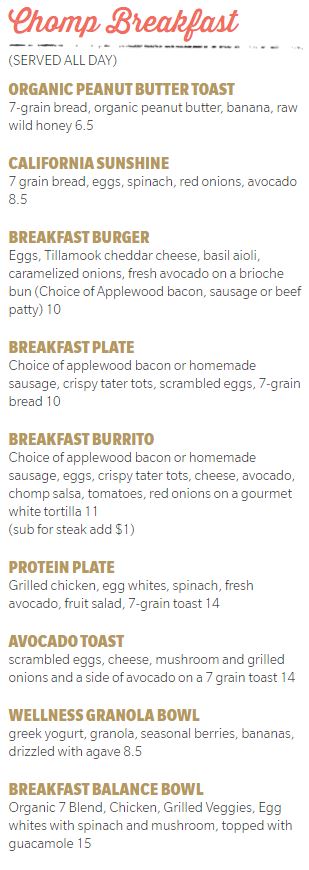 Chomp Breakfast
(SERVED ALL DAY)
ORGANIC PEANUT BUTTER TOAST
7-grain bread, organic peanut butter, banana, raw
wild honey 6.5
CALIFORNIA SUNSHINE
7 grain bread, eggs, spinach, red onions, avocado
8.5
BREAKFAST BURGER
Eggs, Tillamook cheddar cheese, basil aioli,
caramelized onions, fresh avocado on a brioche
bun (Choice of Applewood bacon, sausage or beef
patty) 10
BREAKFAST PLATE
Choice of applewood bacon or homemade
sausage, crispy tater tots, scrambled eggs, 7-grain
bread 10
BREAKFAST BURRITO
Choice of applewood bacon or homemade
sausage, eggs, crispy tater tots, cheese, avocado,
chomp salsa, tomatoes, red onions on a gourmet
white tortilla 11
(sub for steak add $1)
PROTEIN PLATE
Grilled chicken, egg whites, spinach, fresh
avocado, fruit salad, 7-grain toast 14
AVOCADO TOAST
scrambled eggs, cheese, mushroom and grilled
onions and a side of avocado on a 7 grain toast 14
WELLNESS GRANOLA BOWL
greek yogurt, granola, seasonal berries, bananas,
drizzled with agave 8.5
BREAKFAST BALANCE BOWL
Organic 7 Blend, Chicken, Grilled Veggies, Egg
whites with spinach and mushroom, topped with
guacamole 15